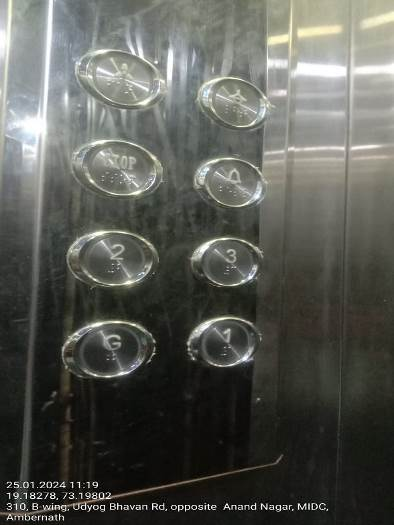 STOP
2
3
G
1
25.01.2024 11:19
19.18278, 73.19802
310, B wing, Udyog Bhavan Rd, opposite Anand Nagar, MIDC,
Ambernath